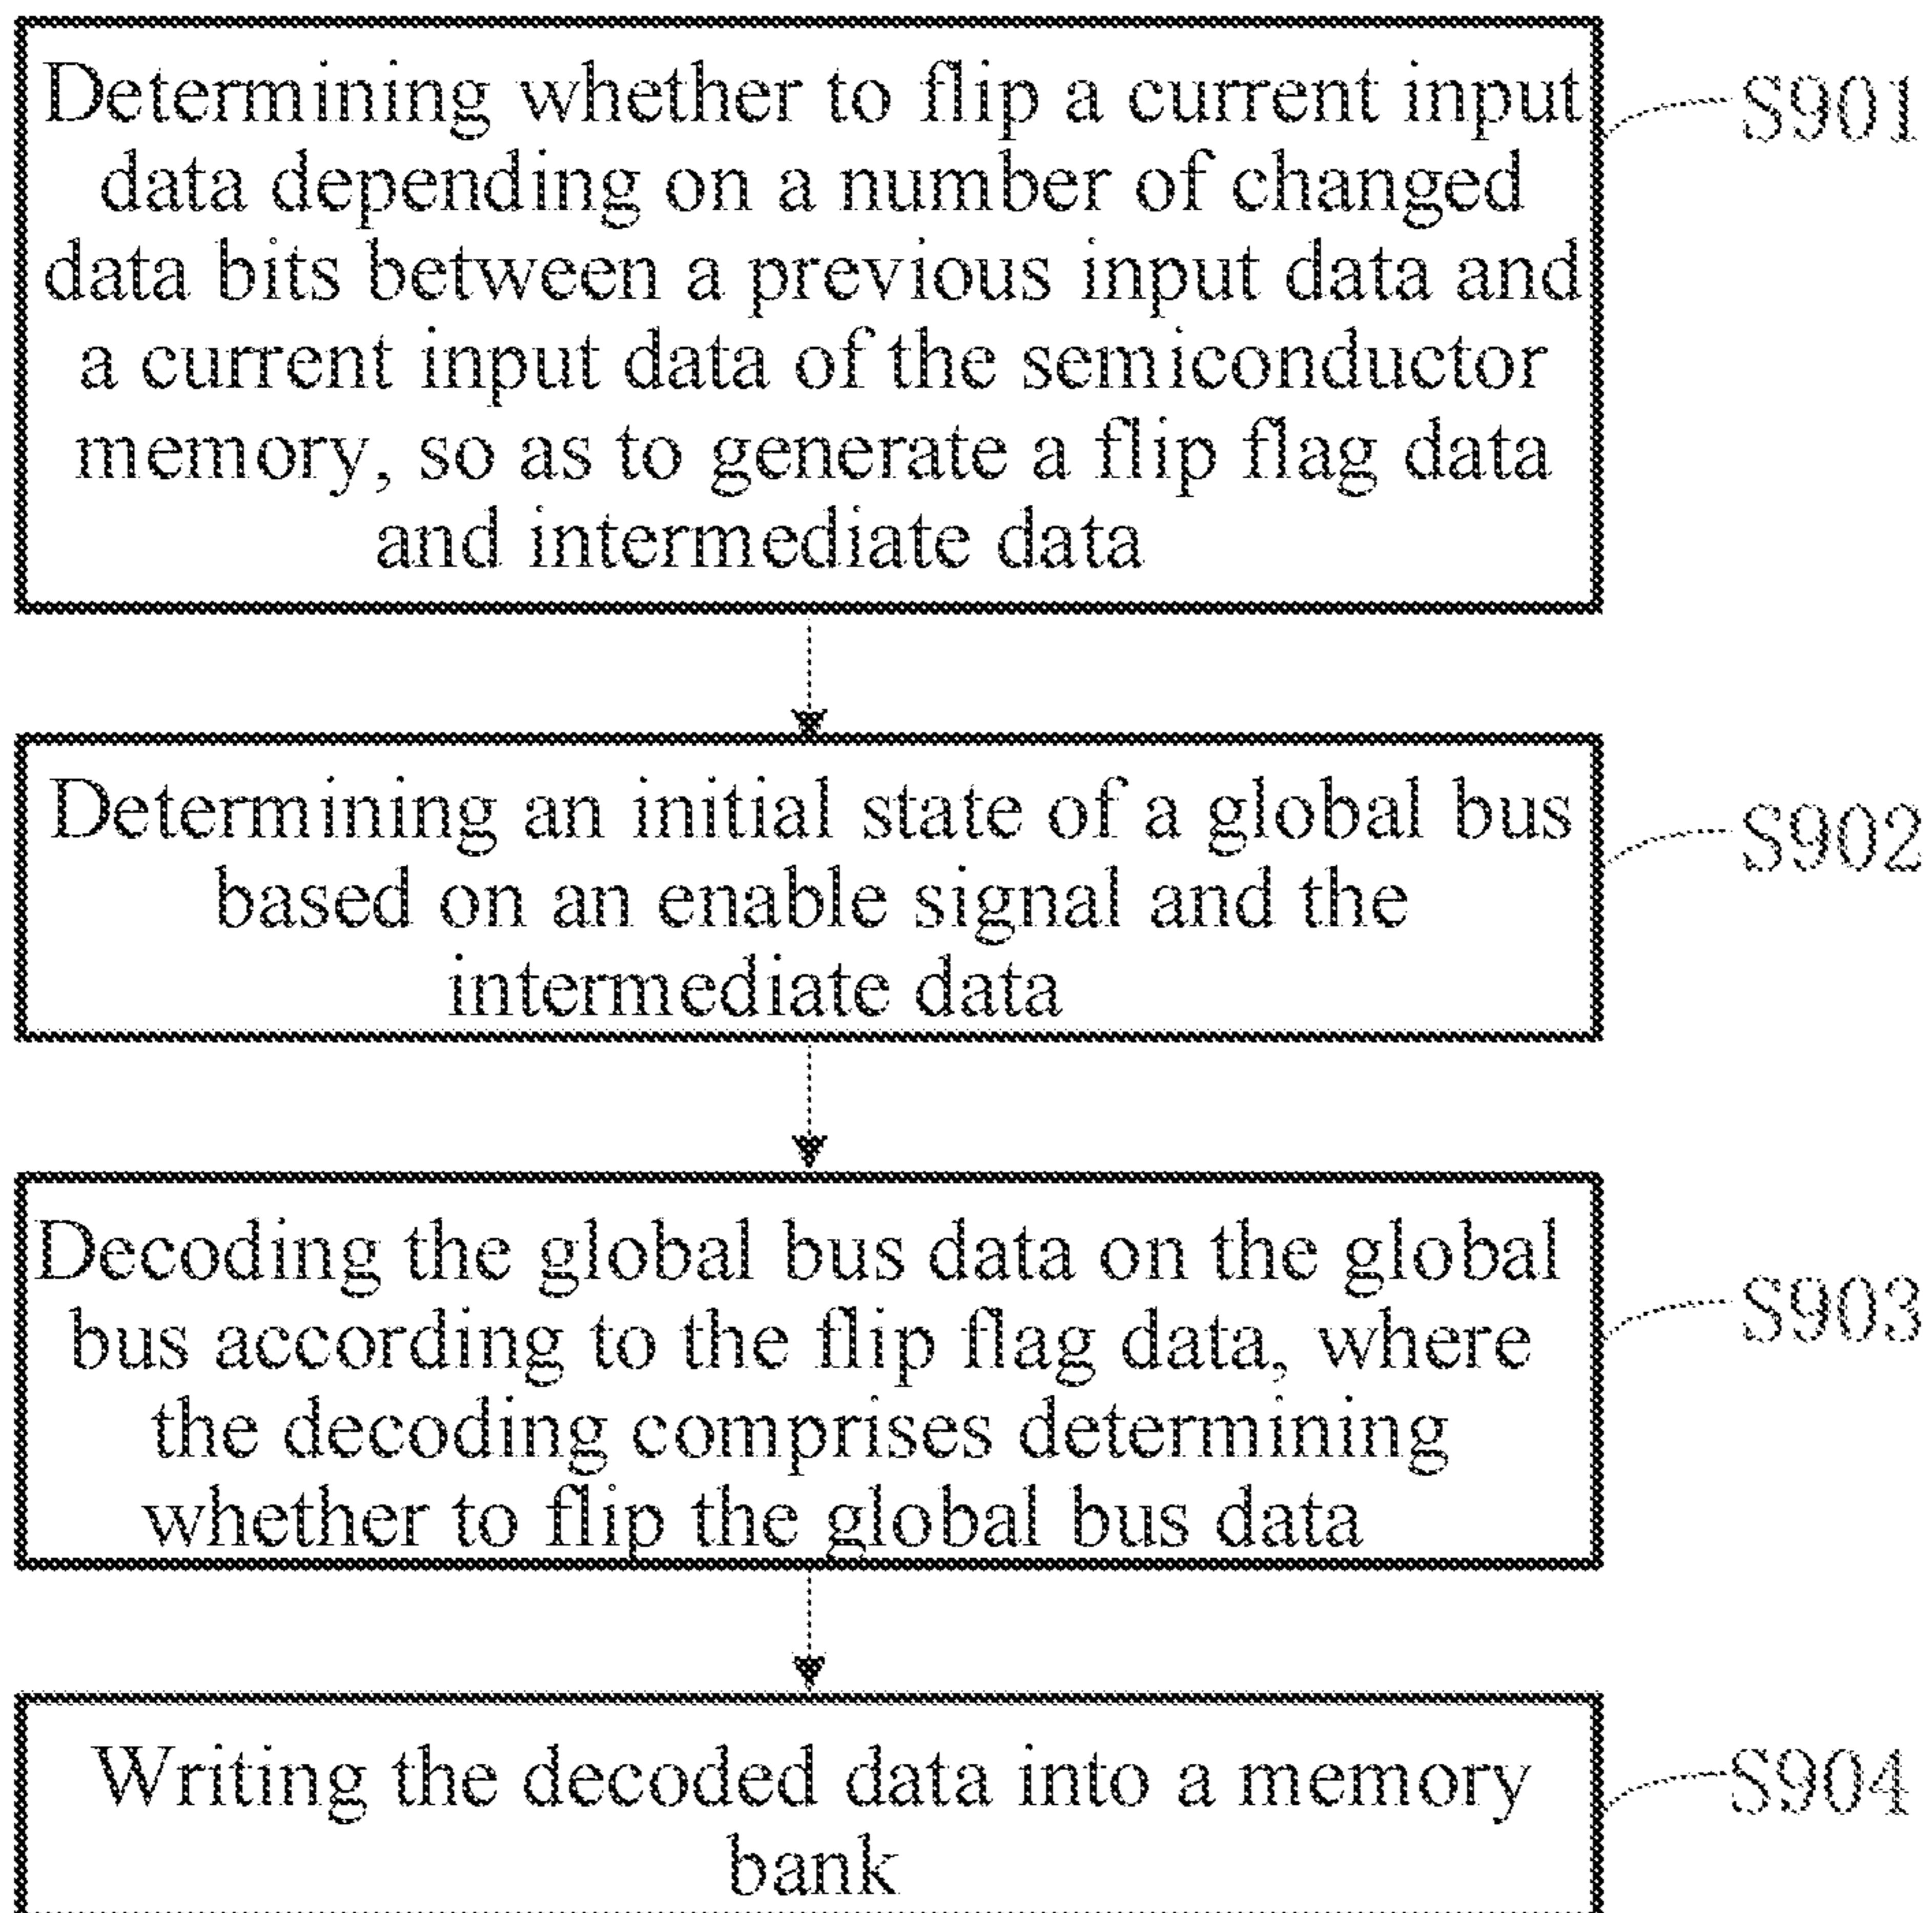 Determining whether to flip a current input
data depending on a number of changed
data bits between a previous input data and
a current input data of the semiconductor
memory, so as to generate a flip flag data
and intermediate data
S901
Determining an initial state of a global bus
based on an enable signal and the
intermediate data
S902
Decoding the global bus data on the global
bus according to the flip flag data, where
the decoding comprises determining
whether to flip the global bus data
S903
Writing the decoded data into a memory
bank
S904